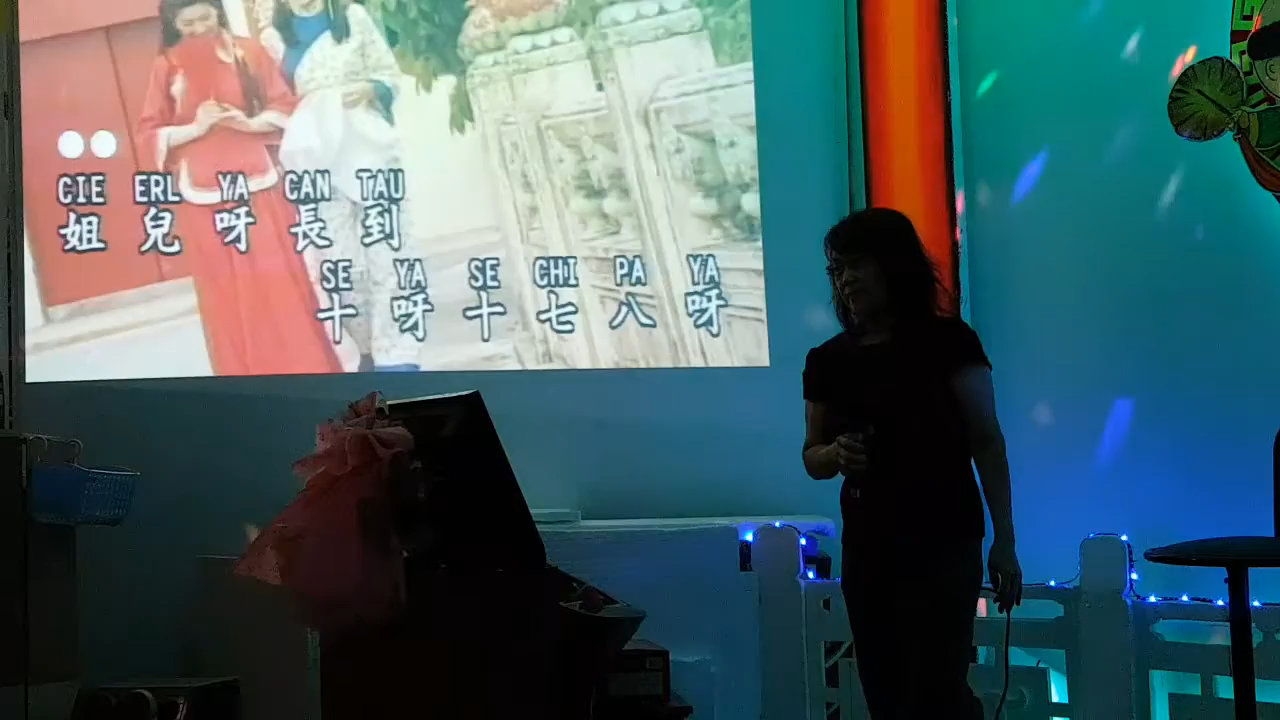 CIE ERL YA CAN TAU
姐 兒 呀 長 到
SE YA SE CHI PA YA
十 呀 十 七 八 呀